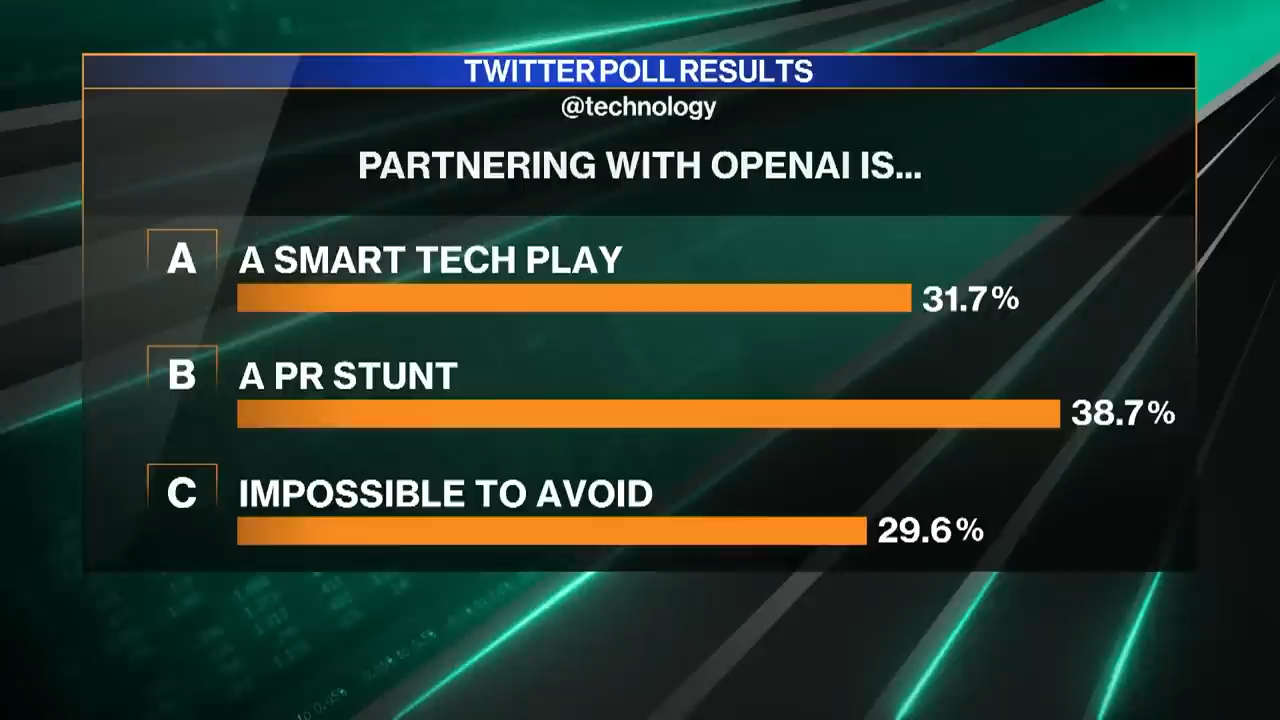 TWITTER POLL RESULTS
@technology
PARTNERING WITH OPENAI IS...
A A SMART TECH PLAY
31.7%
B A PR STUNT
38.7%
C IMPOSSIBLE TO AVOID
29.6%